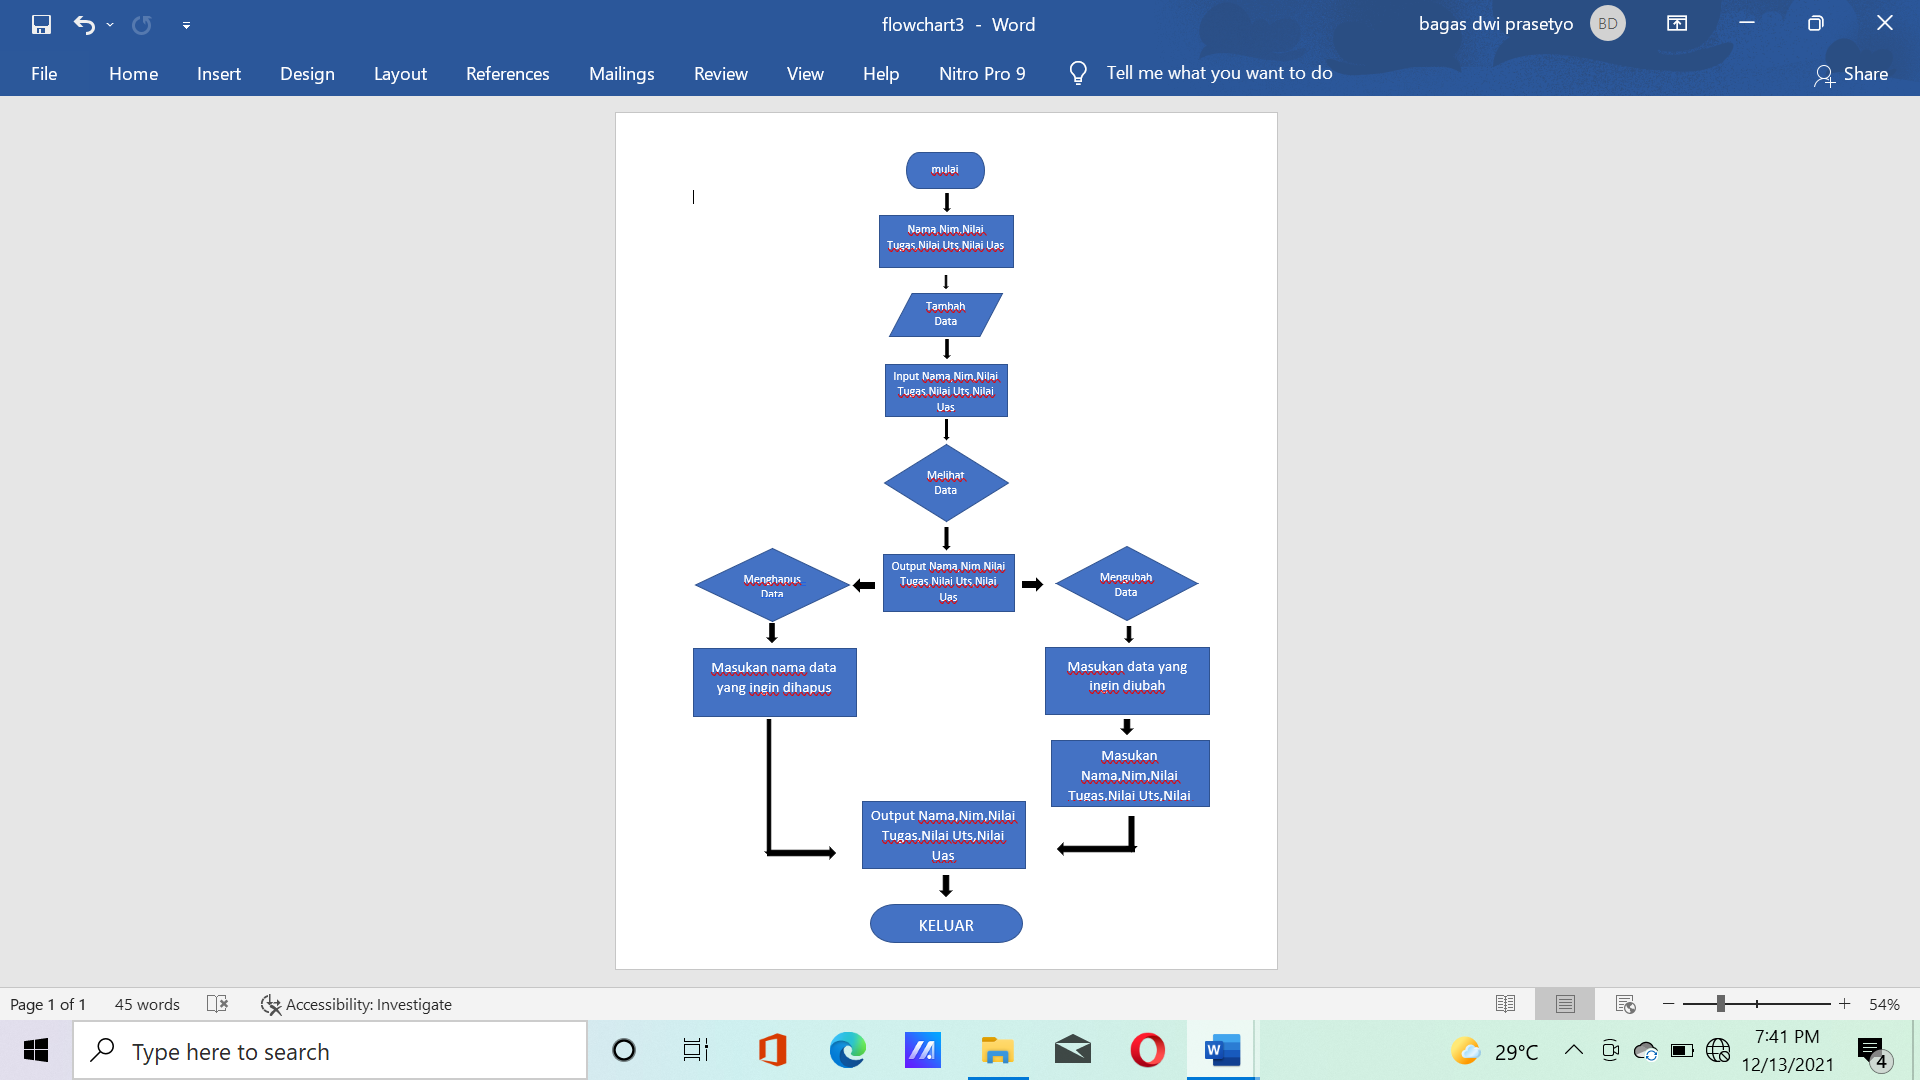 flowchart3 - Word
bagas dwi prasetyo
BD
File
Home
Insert
Design
Layout
References
Mailings
Review
View
Help
Nitro Pro 9
Tell me what you want to do
Share
mulai
Nama,Nim,Nilai
Tugas,Nilai Uts,Nilai Uas
Tambah
Data
Input Nama,Nim,Nilai
Tugas,Nilai Uts,Nilai
Uas
Melihat
Data
Menghapus
Data
Output Nama,Nim,Nilai
Tugas,Nilai Uts,Nilai
Uas
Mengubah
Data
Masukan nama data
yang ingin dihapus
Masukan data yang
ingin diubah
Masukan
Nama,Nim,Nilai
Tugas,Nilai Uts,Nilai
Output Nama,Nim,Nilai
Tugas,Nilai Uts,Nilai
Uas
KELUAR
Page 1 of 1
45 words
Accessibility: Investigate
54%
Type here to search
W
29°C
7:41 PM
12/13/2021
4